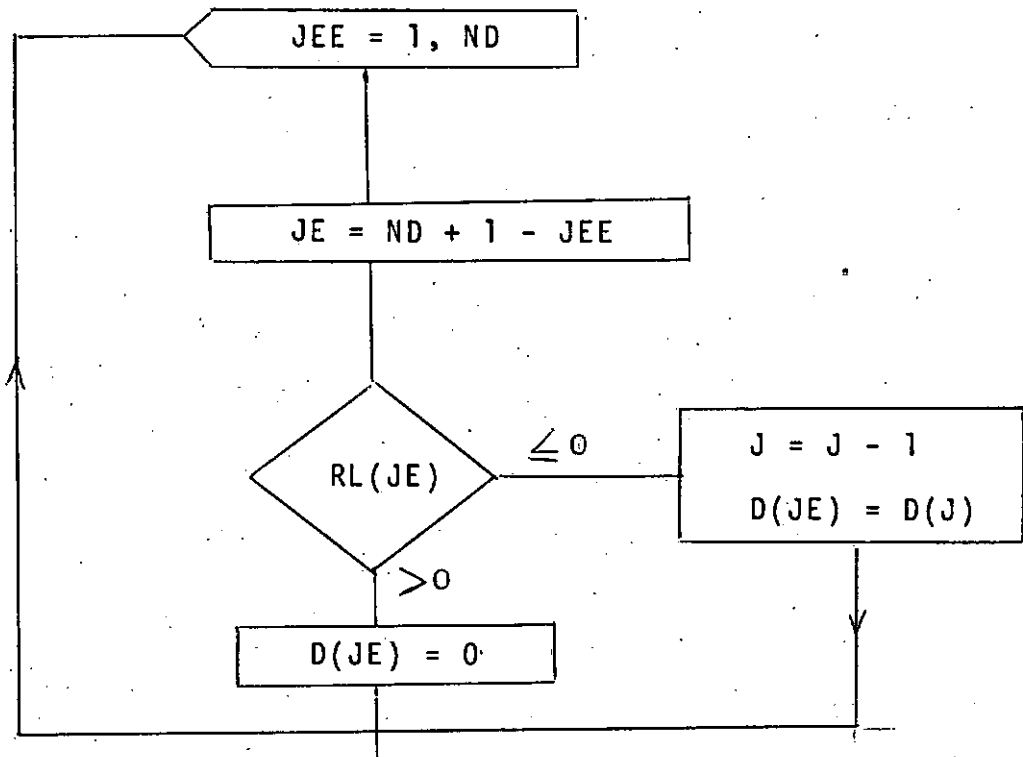 JEE = 1, ND
JE = ND + 1 - JEE
RL(JE)
≤ 0
J = J - 1
D(JE) = D(J)
>0
D(JE) = 0